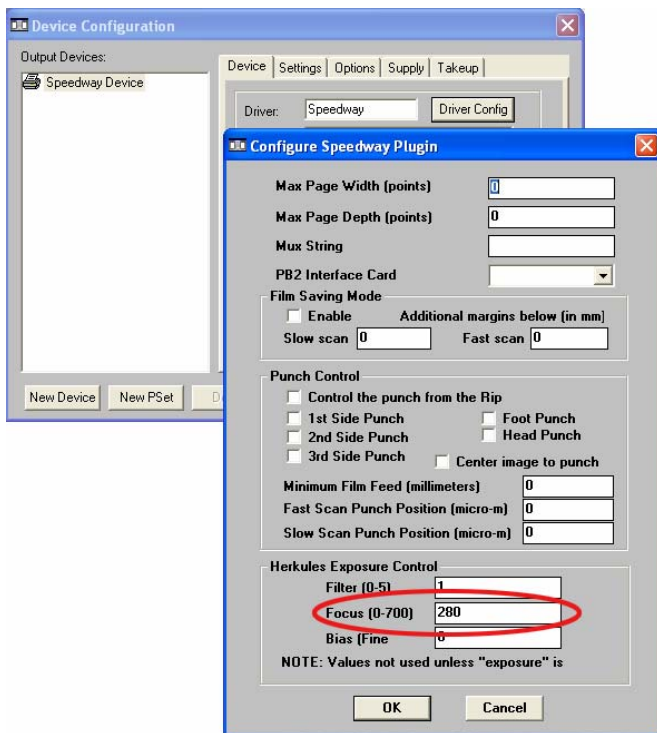 Device Configuration
Output Devices:
Speedway Device
Device Settings Options Supply Takeup
Driver: Speedway Driver Config
New Device New PSet
Configure Speedway Plugin
Max Page Width (points) 0
Max Page Depth (points) 0
Mux String
PB2 Interface Card
Film Saving Mode
Enable Additional margins below (in mm)
Slow scan 0 Fast scan 0
Punch Control
Control the punch from the Rip
1st Side Punch Foot Punch
2nd Side Punch Head Punch
3rd Side Punch Center image to punch
Minimum Film Feed (millimeters) 0
Fast Scan Punch Position (micro-m) 0
Slow Scan Punch Position (micro-m) 0
Herkules Exposure Control
Filter (0-5) 1
Focus (0-700) 280
Bias (Fine
NOTE: Values not used unless "exposure" is
OK Cancel